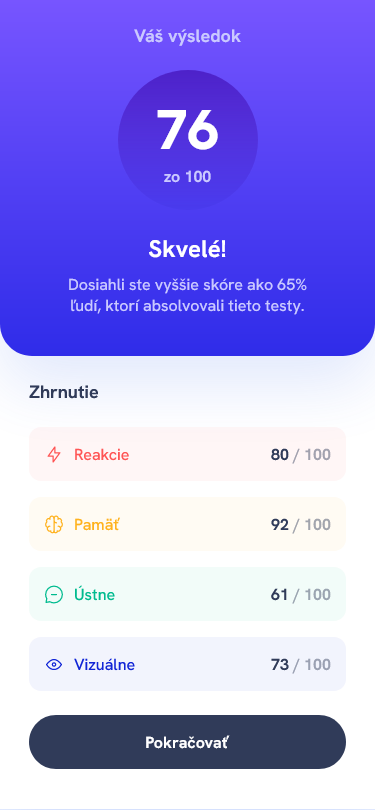 Váš výsledok
76
zo 100
Skvelé!
Dosiahli ste vyššie skóre ako 65%
ľudí, ktorí absolvovali tieto testy.
Zhrnutie
Reakcie 80 / 100
Pamäť 92 / 100
Ústne 61 / 100
Vizuálne 73 / 100
Pokračovať